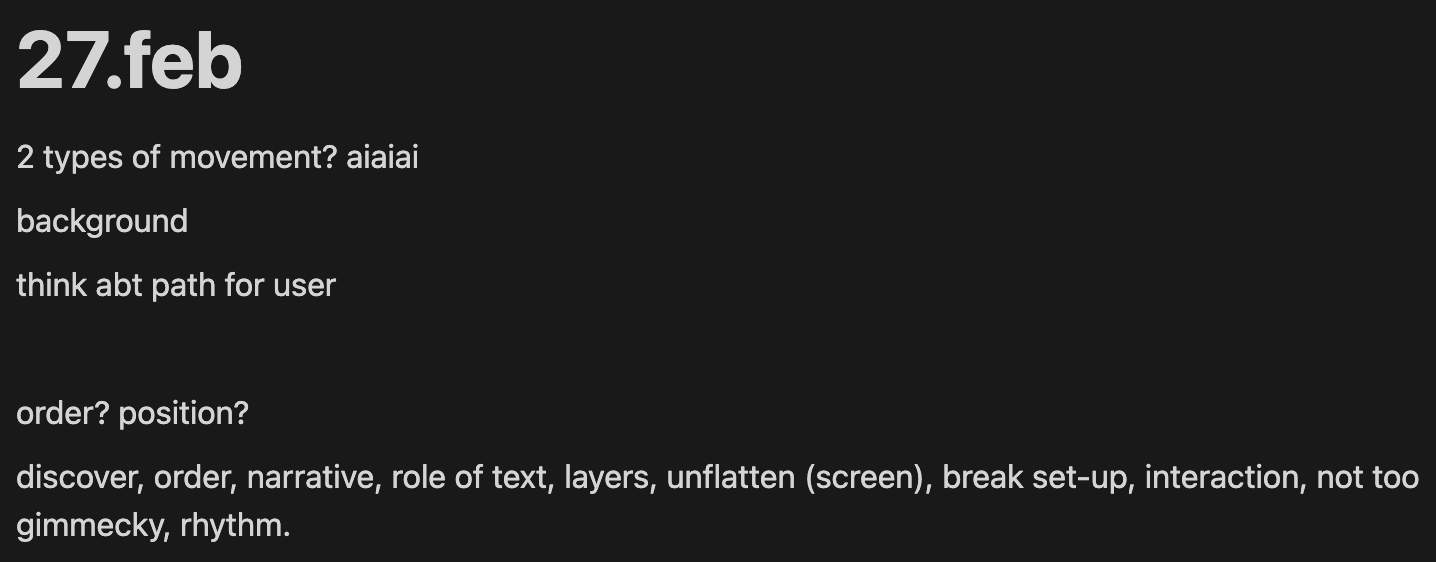 27.feb
2 types of movement? aiaiai
background
think abt path for user
order? position?
discover, order, narrative, role of text, layers, unflatten (screen), break set-up, interaction, not too
gimmecky, rhythm.